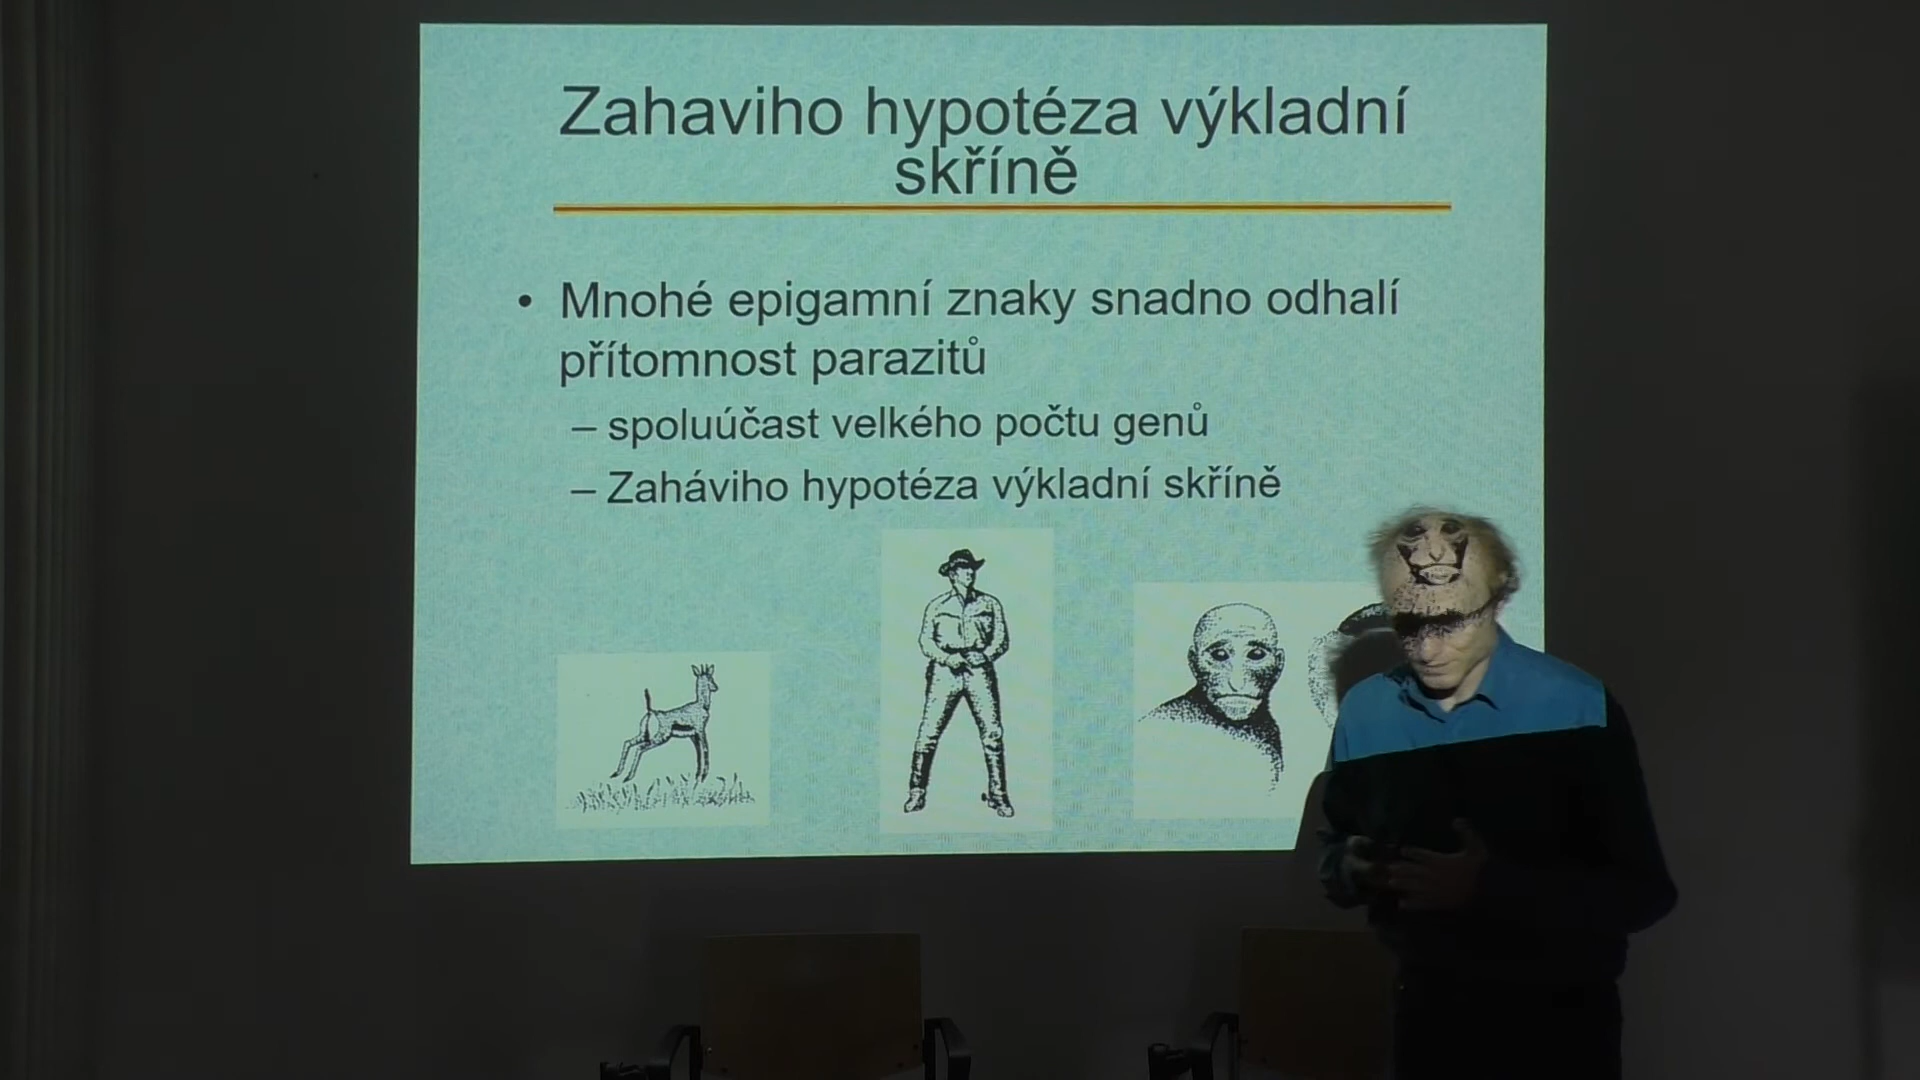 Zahaviho hypotéza výkladní
skříně
• Mnohé epigamní znaky snadno odhalí
přítomnost parazitů
– spoluúčast velkého počtu genů
– Zaháviho hypotéza výkladní skříně